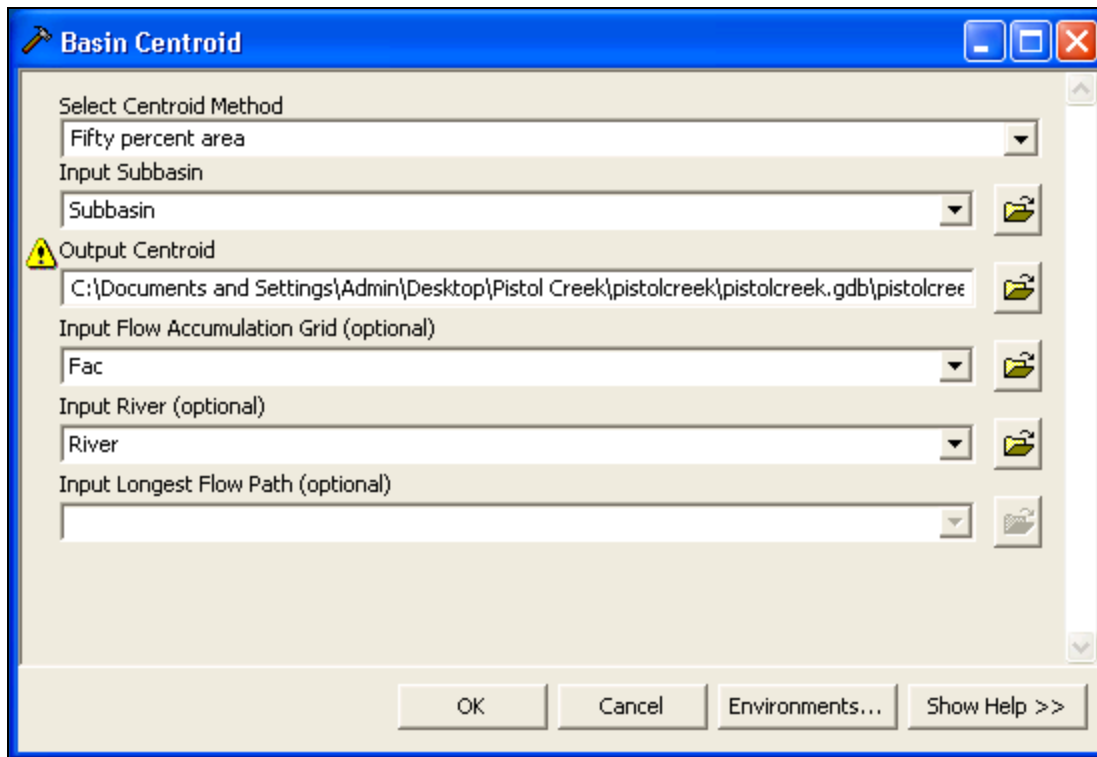 Basin Centroid
Select Centroid Method
Fifty percent area
Input Subbasin
Subbasin
Output Centroid
C:\Documents and Settings\Admin\Desktop\Pistol Creek\pistolcreek\pistolcreek.gdb\pistolcree
Input Flow Accumulation Grid (optional)
Fac
Input River (optional)
River
Input Longest Flow Path (optional)
OK Cancel Environments... Show Help >>